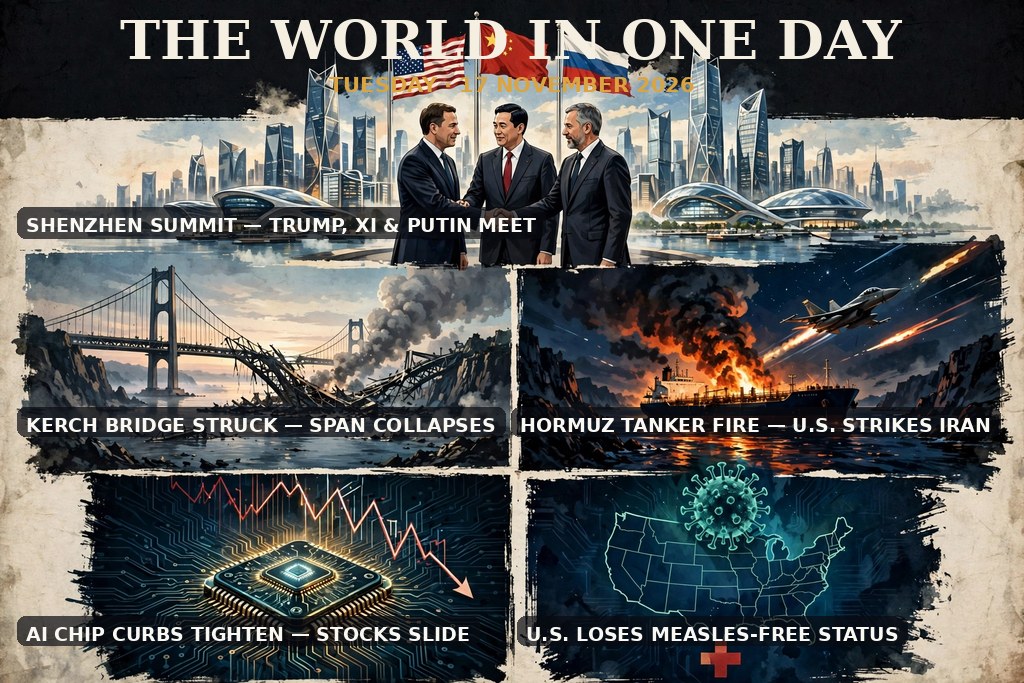 THE WORLD IN ONE DAY
TUESDAY · 17 NOVEMBER 2026
SHENZHEN SUMMIT — TRUMP, XI & PUTIN MEET
KERCH BRIDGE STRUCK — SPAN COLLAPSES
HORMUZ TANKER FIRE — U.S. STRIKES IRAN
AI CHIP CURBS TIGHTEN — STOCKS SLIDE
U.S. LOSES MEASLES-FREE STATUS